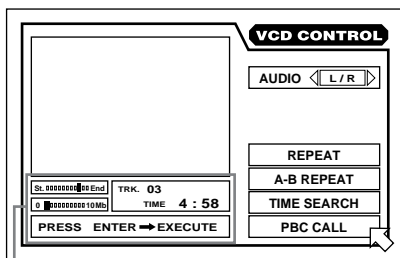 VCD CONTROL
AUDIO L / R
REPEAT
A-B REPEAT
TIME SEARCH
PBC CALL
St. End
0 10Mb
TRK. 03
TIME 4 : 58
PRESS ENTER ➡ EXECUTE